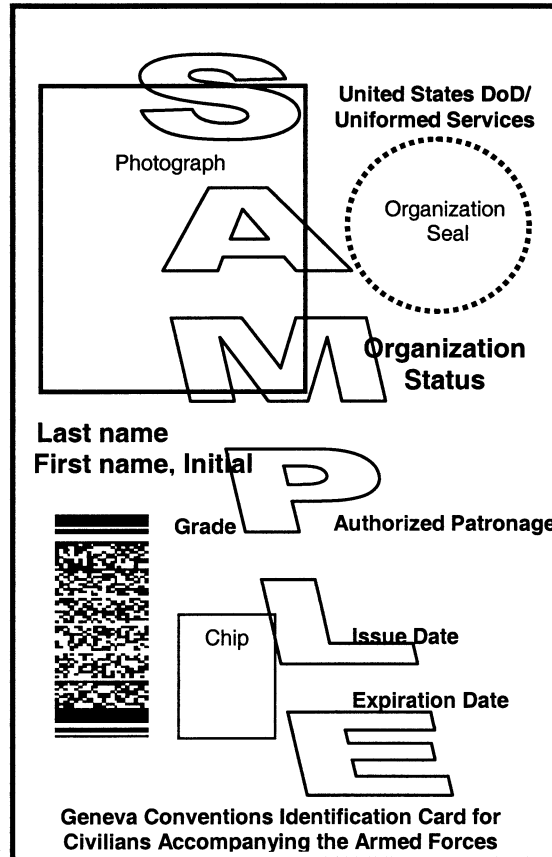 SAMPLE
United States DoD/
Uniformed Services
Photograph
Organization
Seal
Organization
Status
Last name
First name, Initial
Grade
Authorized Patronage
Chip
Issue Date
Expiration Date
Geneva Conventions Identification Card for
Civilians Accompanying the Armed Forces